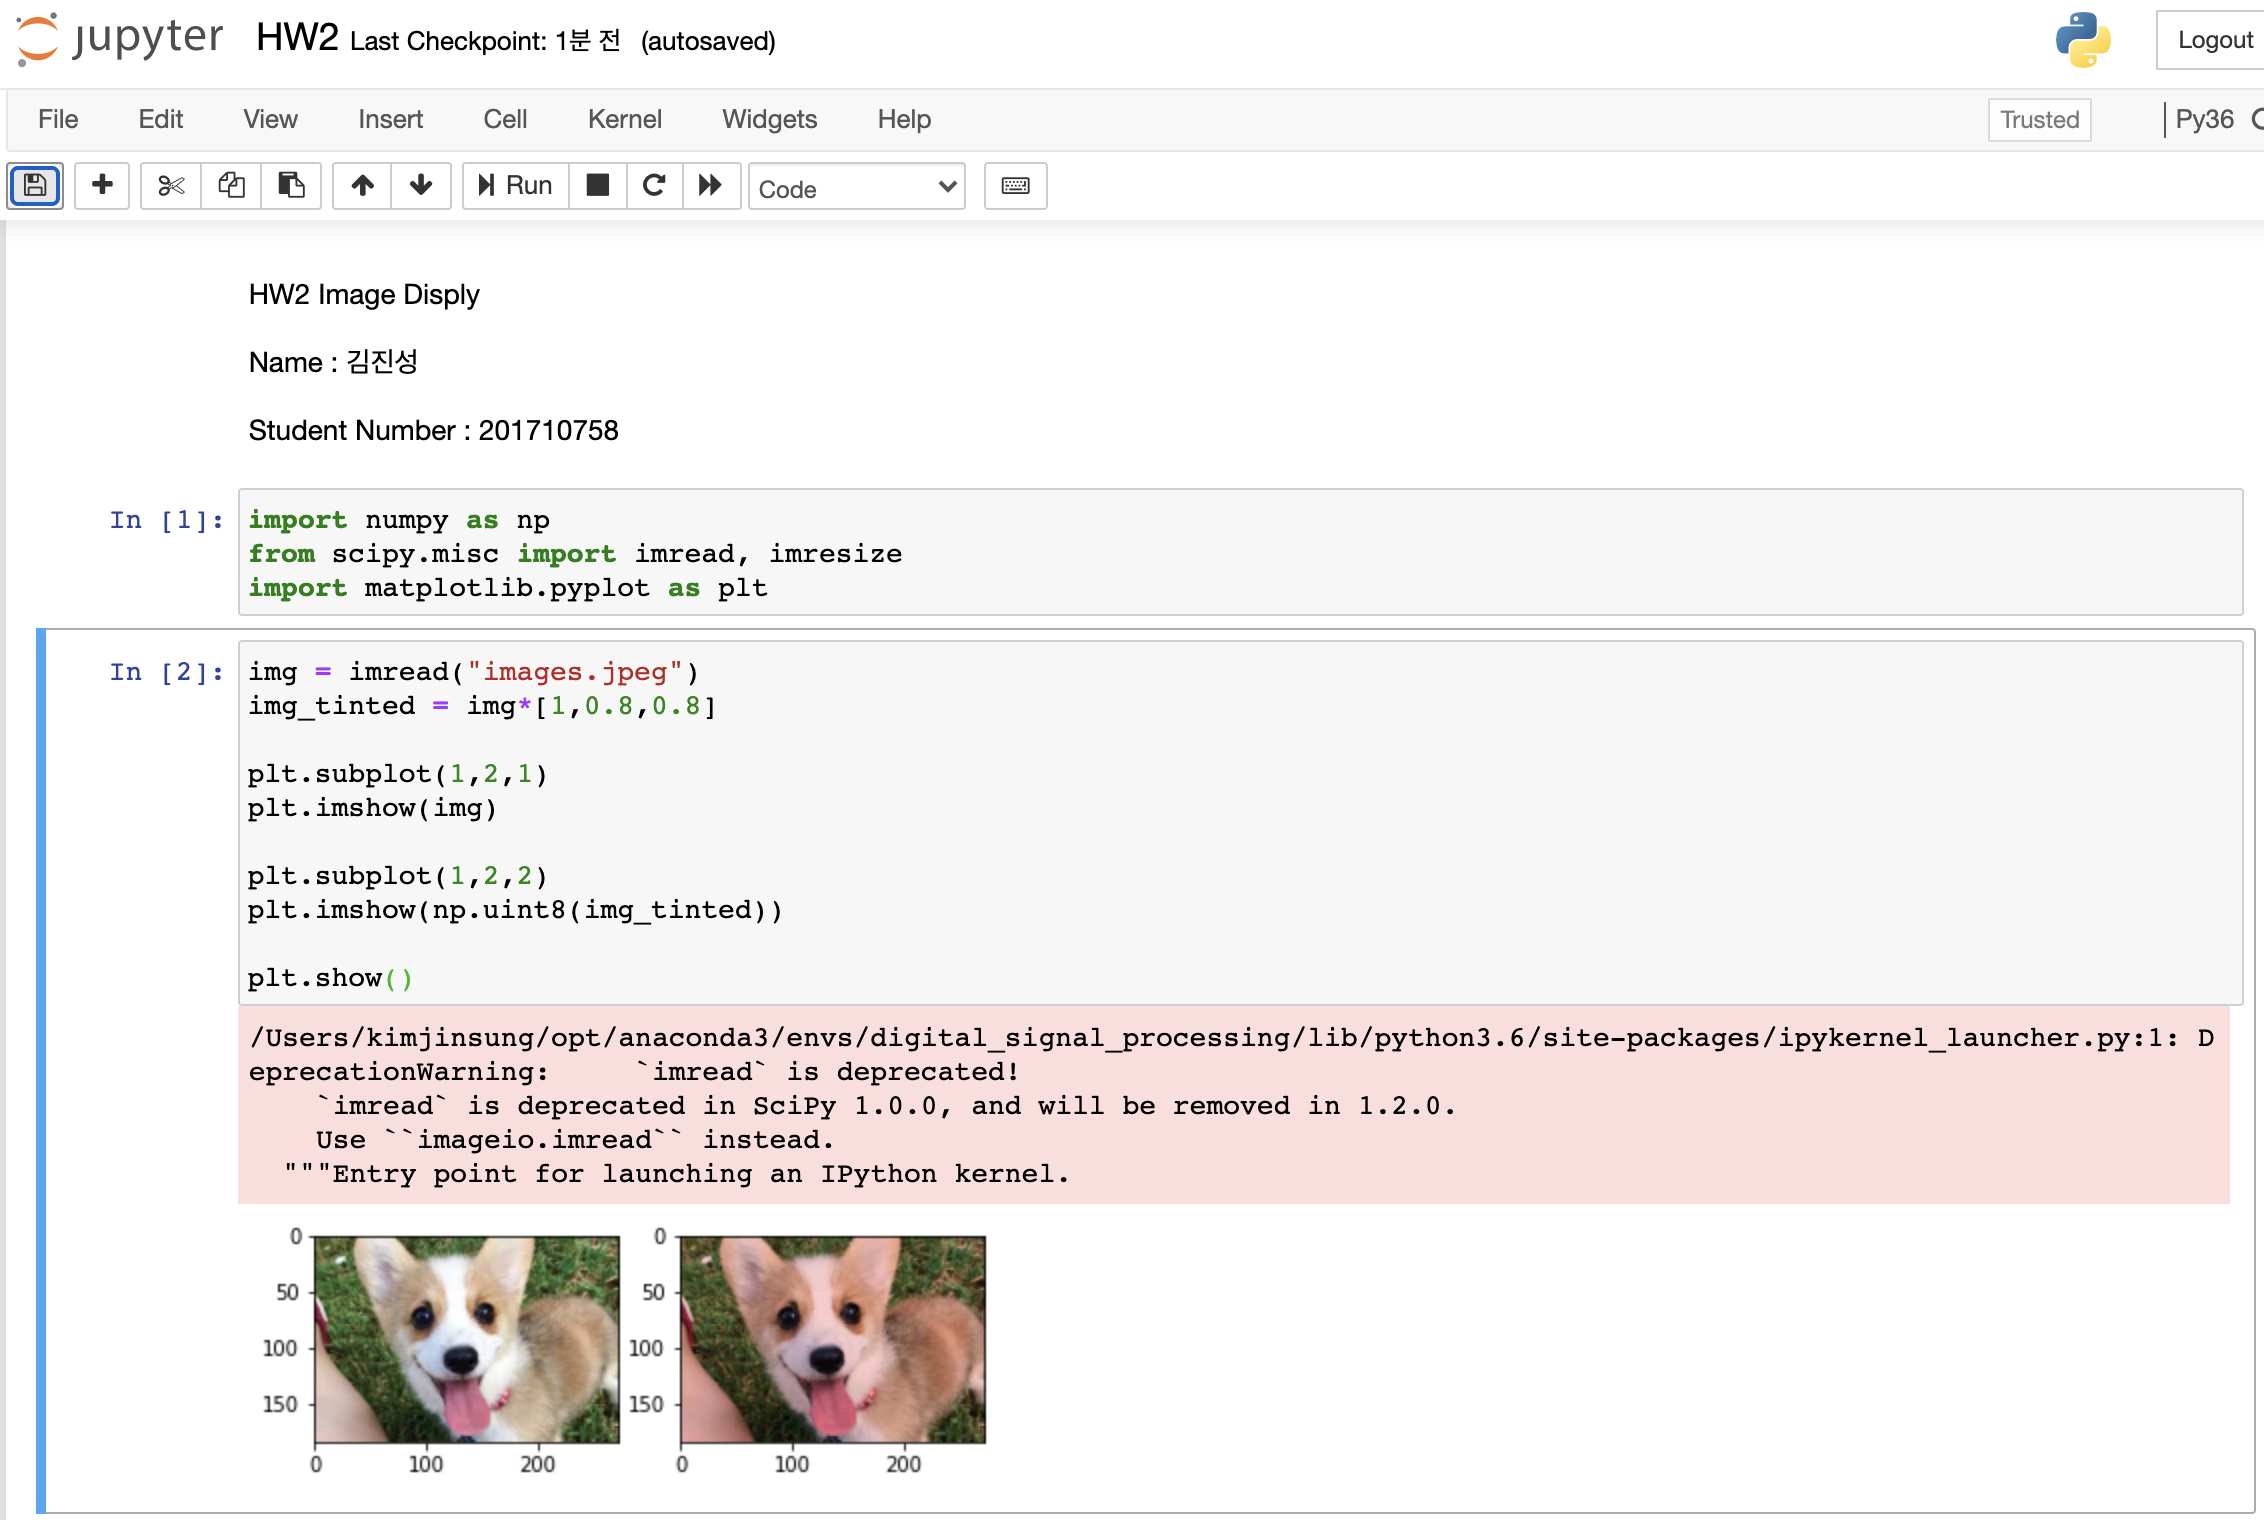 jupyter HW2 Last Checkpoint: 1분 전 (autosaved) Logout
File Edit View Insert Cell Kernel Widgets Help Trusted Py36
Run Code
HW2 Image Disply
Name : 김진성
Student Number : 201710758
In [1]: import numpy as np
from scipy.misc import imread, imresize
import matplotlib.pyplot as plt
In [2]: img = imread("images.jpeg")
img_tinted = img*[1,0.8,0.8]
plt.subplot(1,2,1)
plt.imshow(img)
plt.subplot(1,2,2)
plt.imshow(np.uint8(img_tinted))
plt.show()
/Users/kimjinsung/opt/anaconda3/envs/digital_signal_processing/lib/python3.6/site-packages/ipykernel_launcher.py:1: D
eprecationWarning:     `imread` is deprecated!
    `imread` is deprecated in SciPy 1.0.0, and will be removed in 1.2.0.
    Use ``imageio.imread`` instead.
  """Entry point for launching an IPython kernel.
0 0
50 50
100 100
150 150
0 100 200 0 100 200